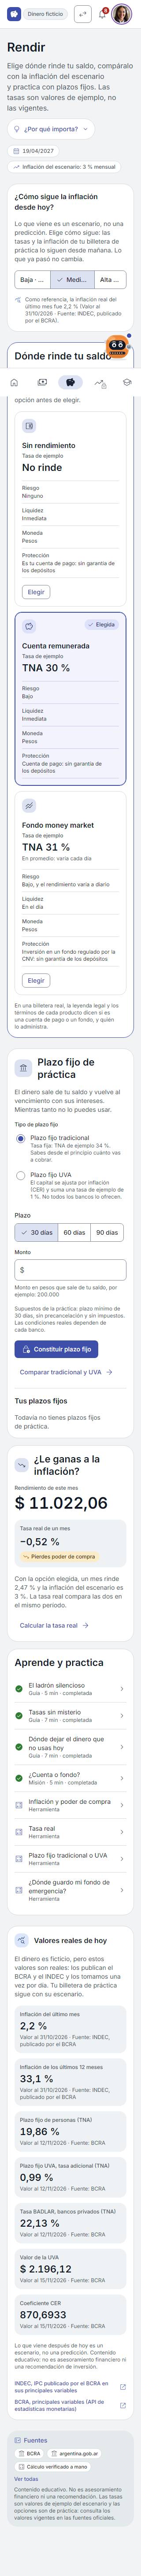 Dinero ficticio
8
Rendir
Elige dónde rinde tu saldo, compáralo
con la inflación del escenario
y practica con plazos fijos. Las
tasas son valores de ejemplo, no
las vigentes.
¿Por qué importa?
19/04/2027
Inflación del escenario: 3 % mensual
¿Cómo sigue la inflación
desde hoy?
Lo que viene es un escenario, no una
predicción. Elige cómo sigue: las
tasas y la inflación de tu billetera de
práctica lo siguen desde mañana. Lo
que ya pasó no cambia.
Baja · ...
Medi...
Alta ...
Como referencia, la inflación real del
último mes fue 2,2 % (Valor al
31/10/2026 · Fuente: INDEC, publicado
por el BCRA).
Dónde rinde tu saldo
opción antes de elegir.
Sin rendimiento
Tasa de ejemplo
No rinde
Riesgo
Ninguno
Liquidez
Inmediata
Moneda
Pesos
Protección
Es tu cuenta de pago: sin garantía de
los depósitos
Elegir
Elegida
Cuenta remunerada
Tasa de ejemplo
TNA 30 %
Riesgo
Bajo
Liquidez
Inmediata
Moneda
Pesos
Protección
Cuenta de pago: sin garantía de
los depósitos
Fondo money market
Tasa de ejemplo
TNA 31 %
En promedio: varía cada día
Riesgo
Bajo, y el rendimiento varía a diario
Liquidez
En el día
Moneda
Pesos
Protección
Inversión en un fondo regulado por la
CNV: sin garantía de los depósitos
Elegir
En una billetera real, la leyenda legal y los
términos de cada producto dicen si es
una cuenta de pago o un fondo, y quien
lo administra.
Plazo fijo de
práctica
El dinero sale de tu saldo y vuelve al
vencimiento con sus intereses.
Mientras tanto no lo puedes usar.
Tipo de plazo fijo
Plazo fijo tradicional
Tasa fija: TNA de ejemplo 34 %.
Sabes desde el principio cuánto vas
a cobrar.
Plazo fijo UVA
El capital se ajusta por inflación
(CER) y suma una tasa de ejemplo de
1 %. No todos los bancos lo ofrecen.
Plazo
30 días
60 días
90 días
Monto
$
Monto en pesos que sale de tu saldo, por
ejemplo: 200.000
Supuestos de la práctica: plazo mínimo de
30 días, sin precancelación y sin impuestos.
Las condiciones reales dependen de
cada banco.
Constituir plazo fijo
Comparar tradicional y UVA
Tus plazos fijos
Todavía no tienes plazos fijos
de práctica.
¿Le ganas a la
inflación?
Rendimiento de este mes
$ 11.022,06
Tasa real de un mes
−0,52 %
Pierdes poder de compra
Con la opción elegida, un mes rinde
2,47 % y la inflación del escenario es
3 %. La tasa real compara las dos en
el mismo período.
Calcular la tasa real
Aprende y practica
El ladrón silencioso
Guía · 5 min · completada
Tasas sin misterio
Guía · 7 min · completada
Dónde dejar el dinero que
no usas hoy
Guía · 7 min · completada
¿Cuenta o fondo?
Misión · 5 min · completada
Inflación y poder de compra
Herramienta
Tasa real
Herramienta
Plazo fijo tradicional o UVA
Herramienta
¿Dónde guardo mi fondo de
emergencia?
Herramienta
Valores reales de hoy
El dinero es ficticio, pero estos
valores son reales: los publican el
BCRA y el INDEC y los tomamos una
vez por día. Tu billetera de práctica
sigue con su escenario.
Inflación del último mes
2,2 %
Valor al 31/10/2026 · Fuente: INDEC,
publicado por el BCRA
Inflación de los últimos 12 meses
33,1 %
Valor al 31/10/2026 · Fuente: INDEC,
publicado por el BCRA
Plazo fijo de personas (TNA)
19,86 %
Valor al 12/11/2026 · Fuente: BCRA
Plazo fijo UVA, tasa adicional (TNA)
0,99 %
Valor al 12/11/2026 · Fuente: BCRA
Tasa BADLAR, bancos privados (TNA)
22,13 %
Valor al 12/11/2026 · Fuente: BCRA
Valor de la UVA
$ 2.196,12
Valor al 15/11/2026 · Fuente: BCRA
Coeficiente CER
870,6933
Valor al 15/11/2026 · Fuente: BCRA
Lo que viene después de hoy es un
escenario, no una predicción. Contenido
educativo: no es asesoramiento financiero ni
una recomendación de inversión.
INDEC, IPC publicado por el BCRA en
sus principales variables
BCRA, principales variables (API de
estadísticas monetarias)
Fuentes
BCRA
argentina.gob.ar
Cálculo verificado a mano
Ver todas
Contenido educativo. No es asesoramiento
financiero ni una recomendación. Las tasas
son valores de ejemplo del escenario y las
opciones son de práctica: consulta los
valores vigentes en las fuentes oficiales.